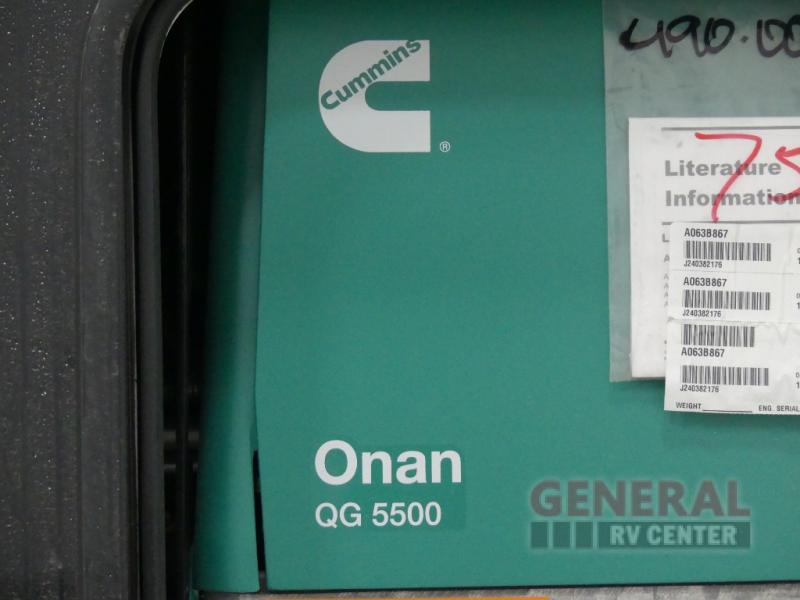 Cummins
®
490.00
75
Literature
Information
A063B867
J240382176
A063B867
J240382176
A063B867
J240382176
WEIGHT ENG. SERIAL
Onan
QG 5500
GENERAL
RV CENTER